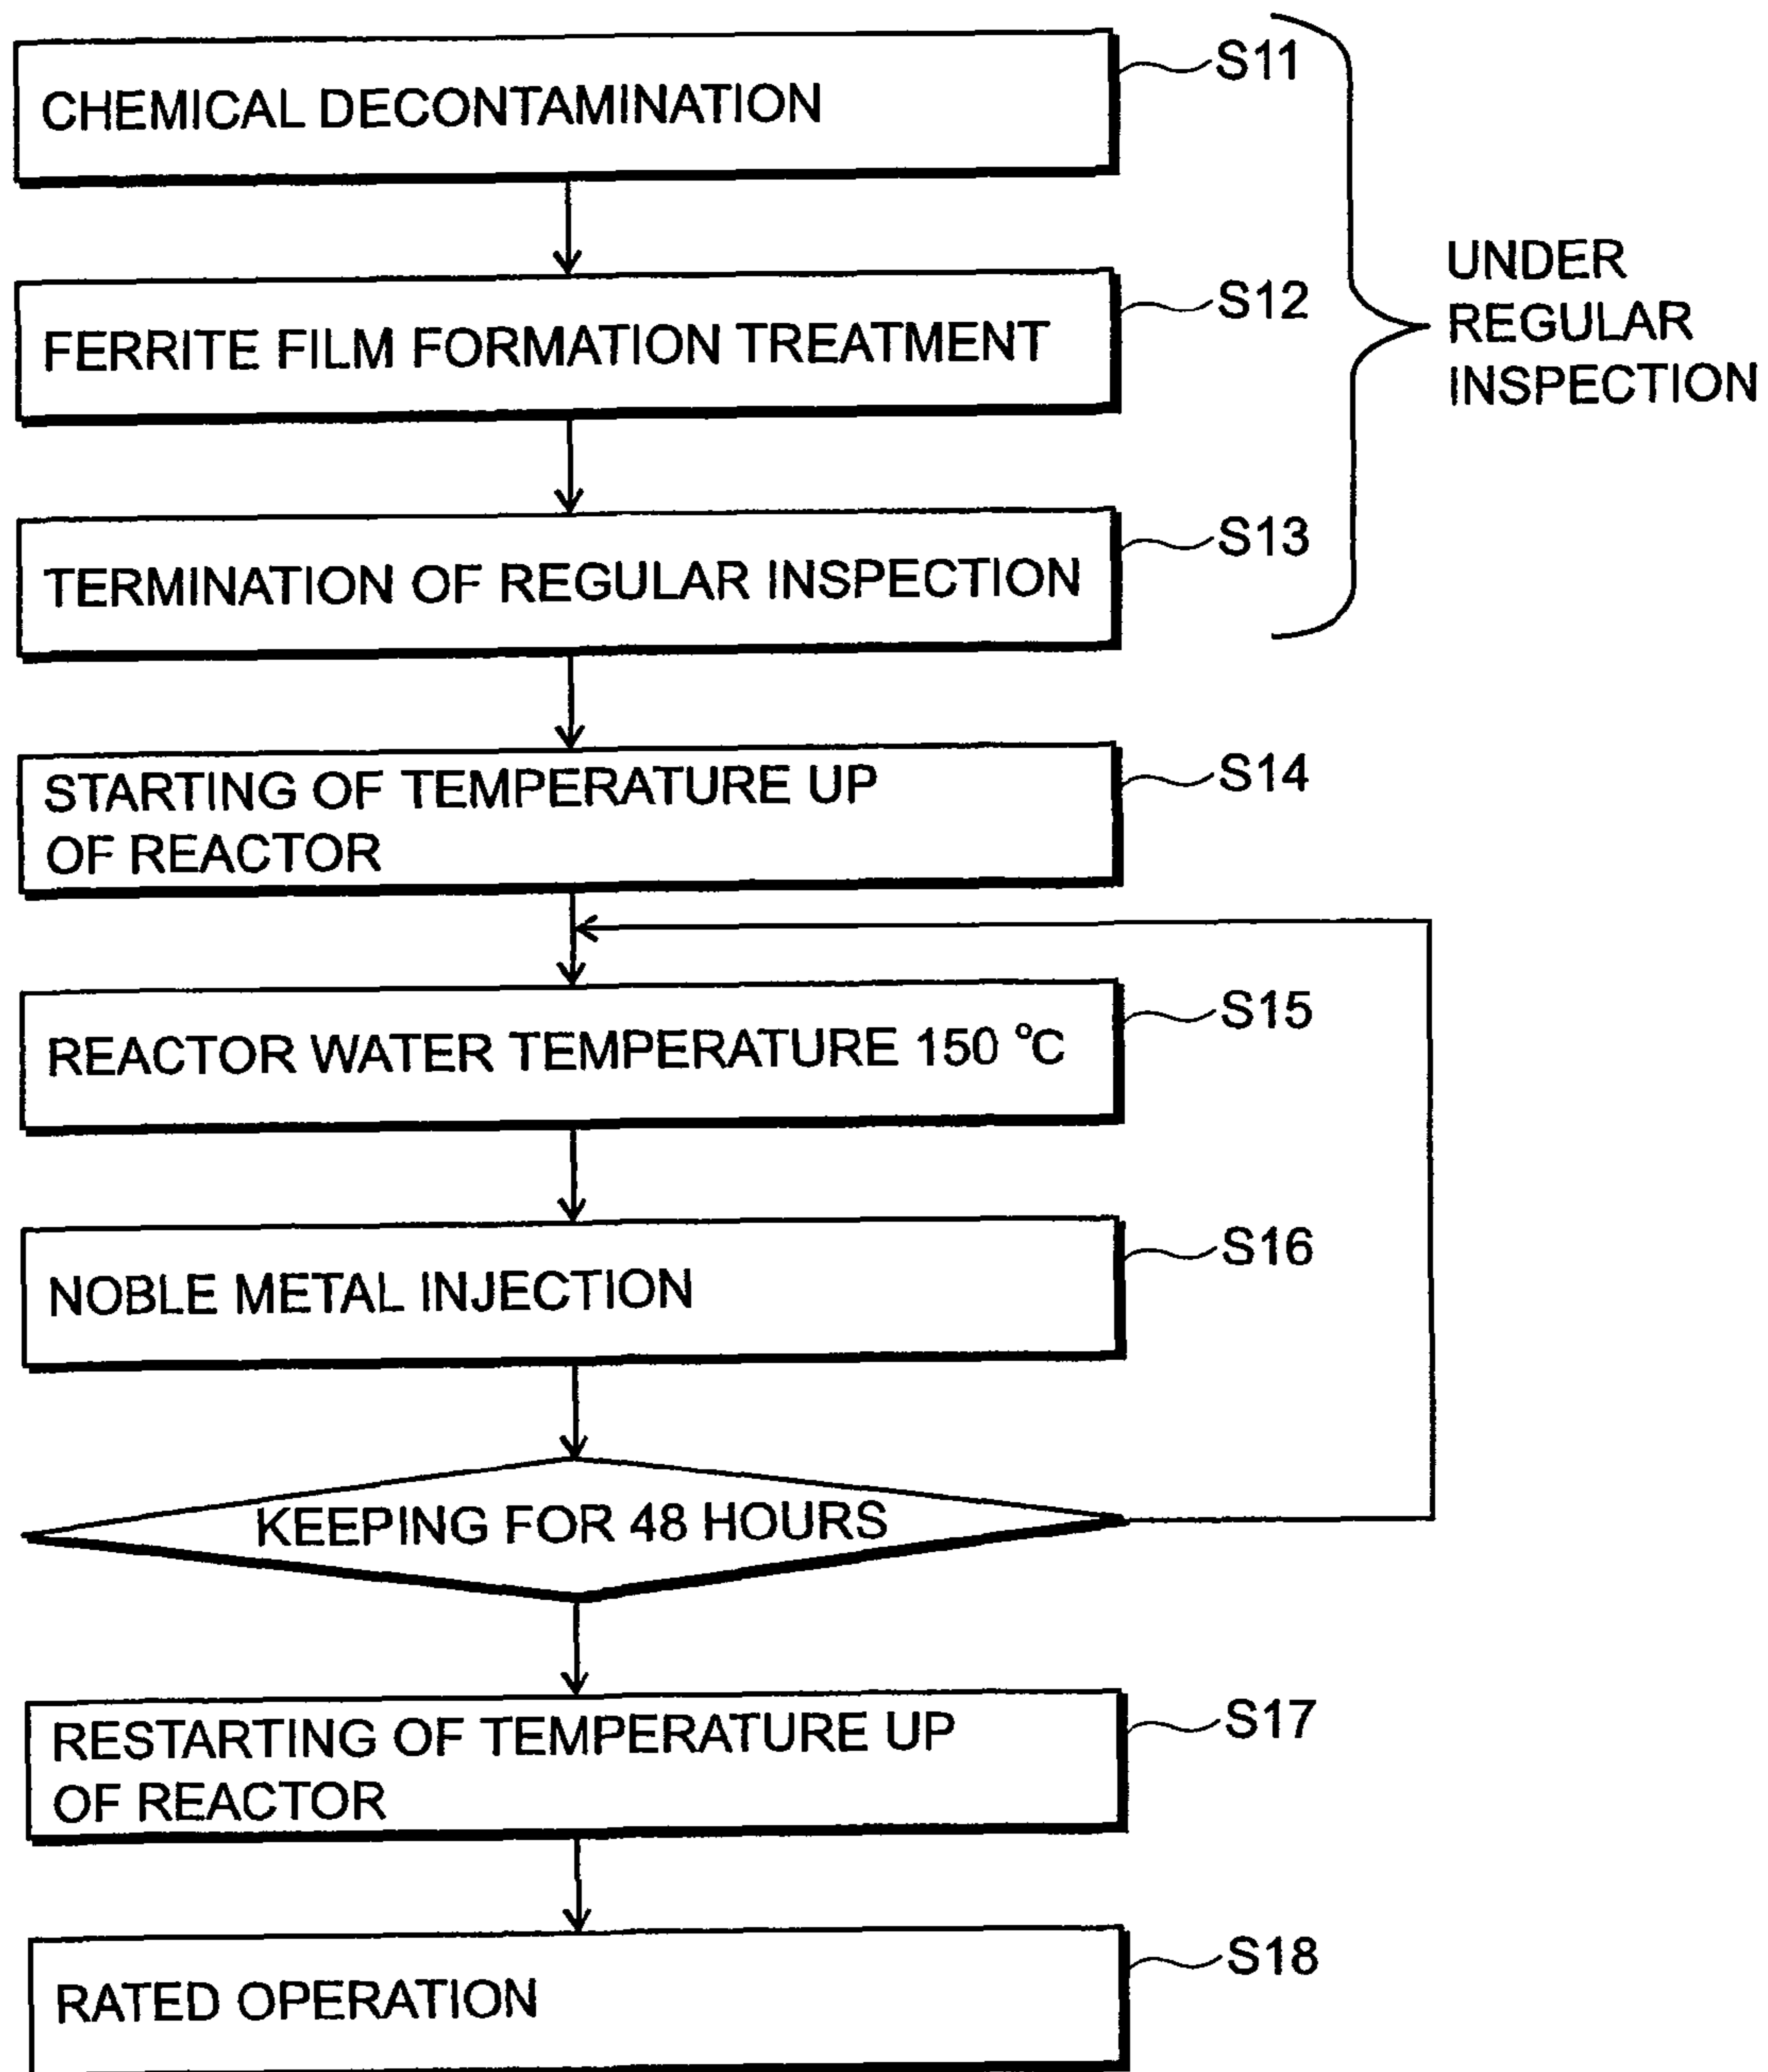 CHEMICAL DECONTAMINATION
S11
FERRITE FILM FORMATION TREATMENT
S12
UNDER
REGULAR
INSPECTION
TERMINATION OF REGULAR INSPECTION
S13
STARTING OF TEMPERATURE UP
OF REACTOR
S14
REACTOR WATER TEMPERATURE 150 °C
S15
NOBLE METAL INJECTION
S16
KEEPING FOR 48 HOURS
RESTARTING OF TEMPERATURE UP
OF REACTOR
S17
RATED OPERATION
S18